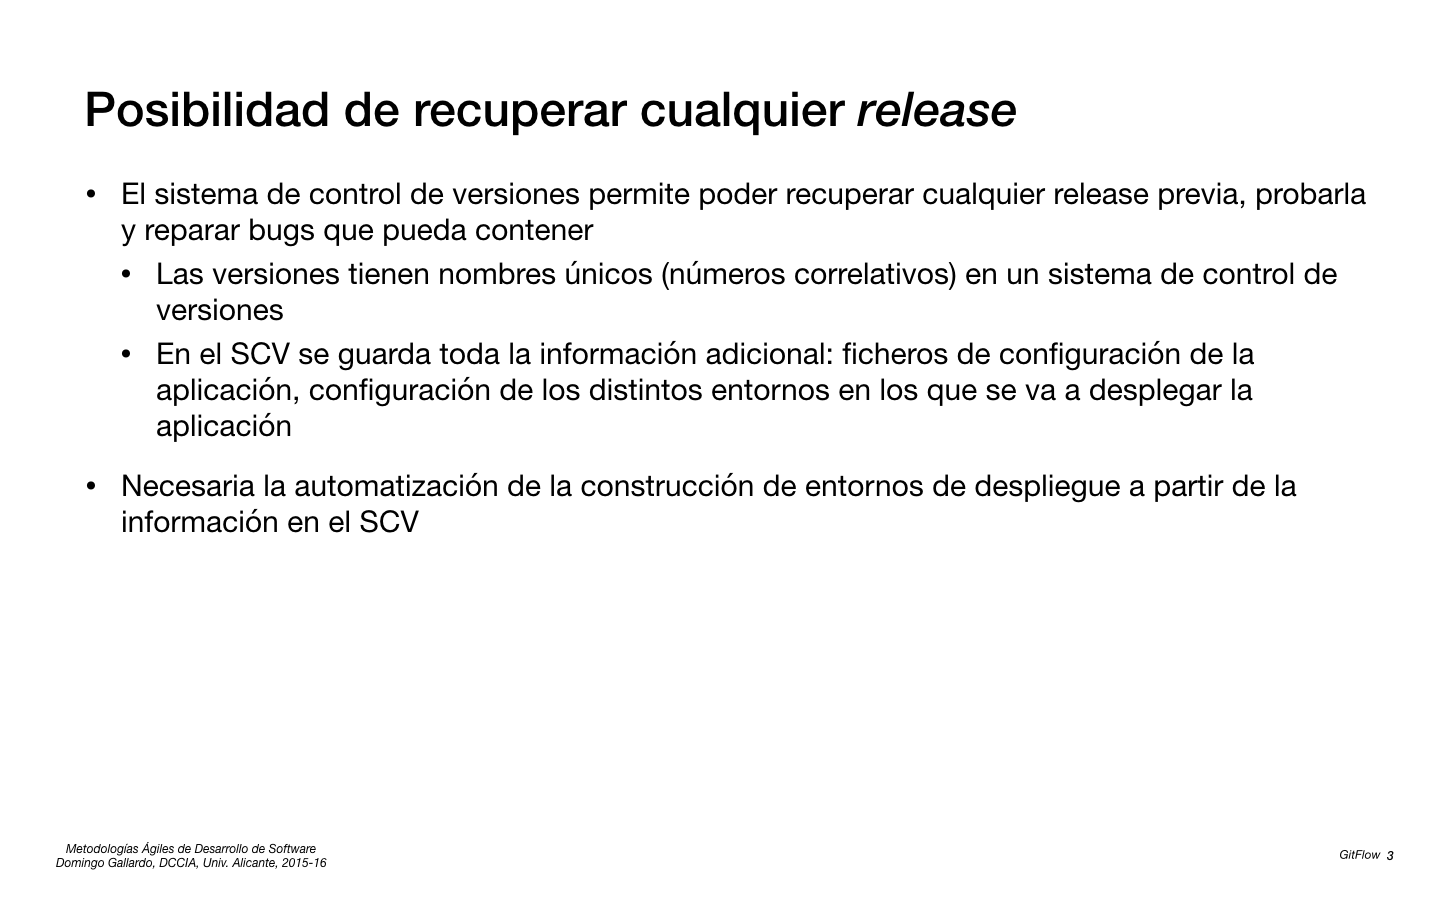 Posibilidad de recuperar cualquier release
• El sistema de control de versiones permite poder recuperar cualquier release previa, probarla
y reparar bugs que pueda contener
• Las versiones tienen nombres únicos (números correlativos) en un sistema de control de
versiones
• En el SCV se guarda toda la información adicional: ficheros de configuración de la
aplicación, configuración de los distintos entornos en los que se va a desplegar la
aplicación
• Necesaria la automatización de la construcción de entornos de despliegue a partir de la
información en el SCV
Metodologías Ágiles de Desarrollo de Software
Domingo Gallardo, DCCIA, Univ. Alicante, 2015-16
GitFlow 3